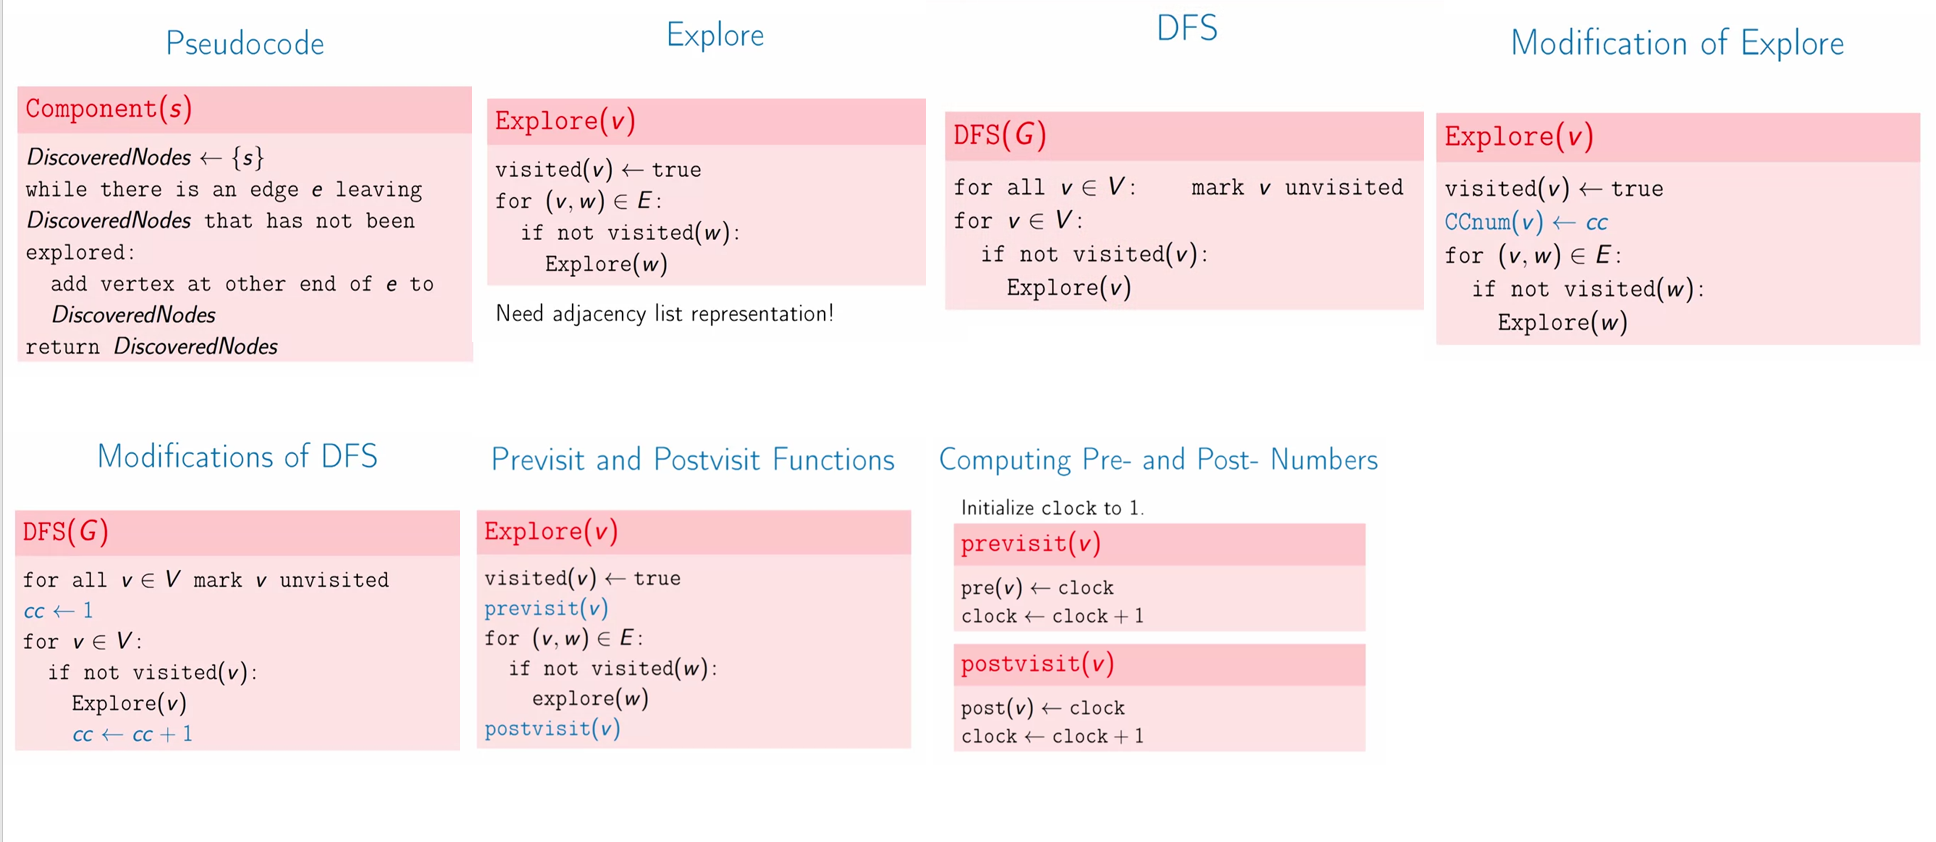 Pseudocode
Component(s)
DiscoveredNodes ← {s}
while there is an edge e leaving
DiscoveredNodes that has not been
explored:
add vertex at other end of e to
DiscoveredNodes
return DiscoveredNodes
Explore
Explore(v)
visited(v) ← true
for (v, w) ∈ E:
if not visited(w):
Explore(w)
Need adjacency list representation!
DFS
DFS(G)
for all v ∈ V: mark v unvisited
for v ∈ V:
if not visited(v):
Explore(v)
Modification of Explore
Explore(v)
visited(v) ← true
CCnum(v) ← cc
for (v, w) ∈ E:
if not visited(w):
Explore(w)
Modifications of DFS
DFS(G)
for all v ∈ V mark v unvisited
cc ← 1
for v ∈ V:
if not visited(v):
Explore(v)
cc ← cc + 1
Previsit and Postvisit Functions
Explore(v)
visited(v) ← true
previsit(v)
for (v, w) ∈ E:
if not visited(w):
explore(w)
postvisit(v)
Computing Pre- and Post- Numbers
Initialize clock to 1.
previsit(v)
pre(v) ← clock
clock ← clock + 1
postvisit(v)
post(v) ← clock
clock ← clock + 1